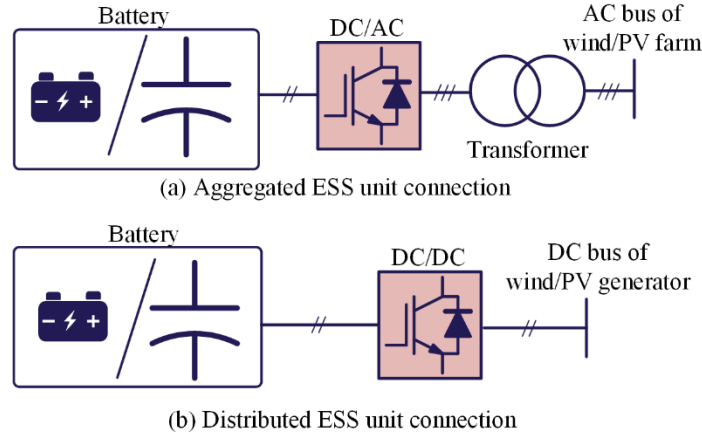 Battery
DC/AC
AC bus of
wind/PV farm
Transformer
(a) Aggregated ESS unit connection
Battery
DC/DC
DC bus of
wind/PV generator
(b) Distributed ESS unit connection